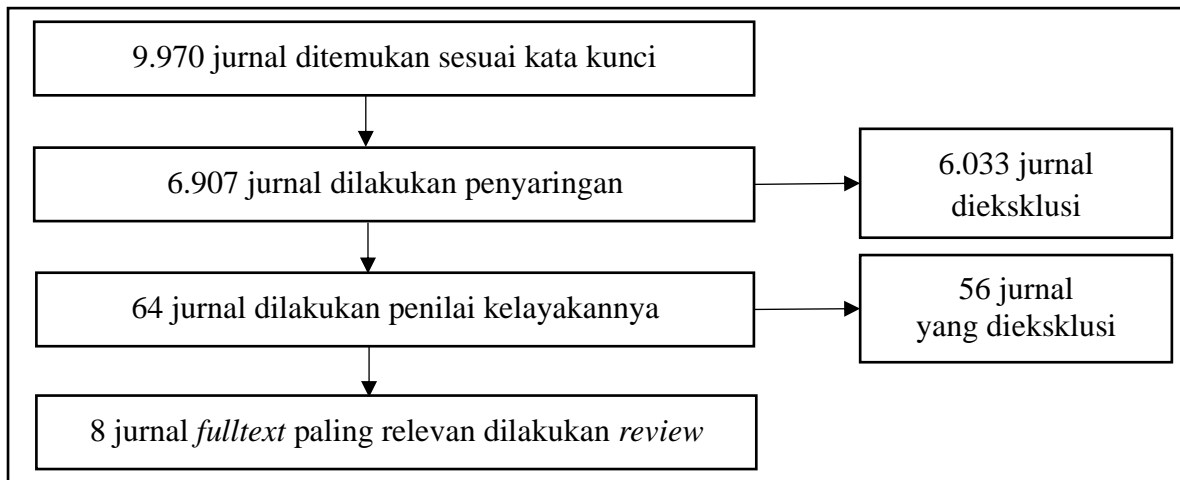 9.970 jurnal ditemukan sesuai kata kunci
6.907 jurnal dilakukan penyaringan
6.033 jurnal
dieksklusi
64 jurnal dilakukan penilai kelayakannya
56 jurnal
yang dieksklusi
8 jurnal fulltext paling relevan dilakukan review